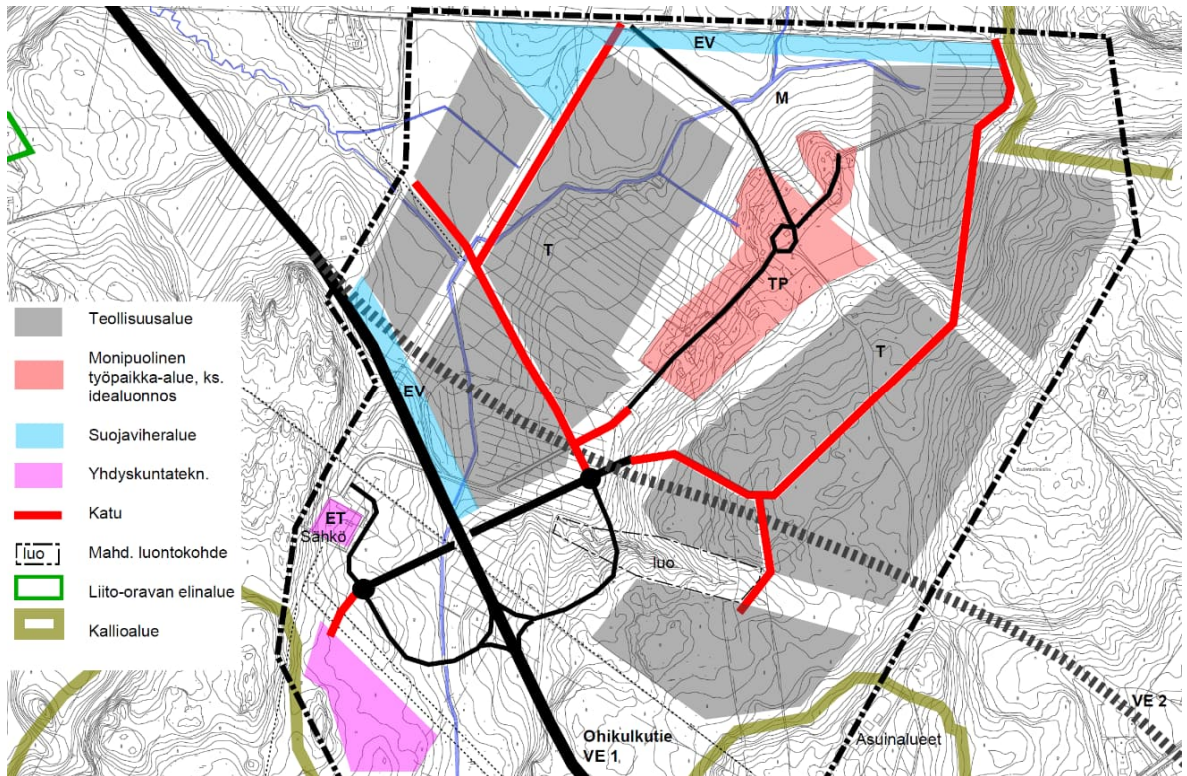 EV
M
T
TP
T
EV
Teollisuusalue
Monipuolinen
työpaikka-alue, ks.
idealuonnos
Suojaviheralue
Yhdyskuntatekn.
Katu
luo
Mahd. luontokohde
Liito-oravan elinalue
Kallioalue
ET
Sähkö
luo
Ohikulkutie
VE 1
Asuinalueet
VE 2